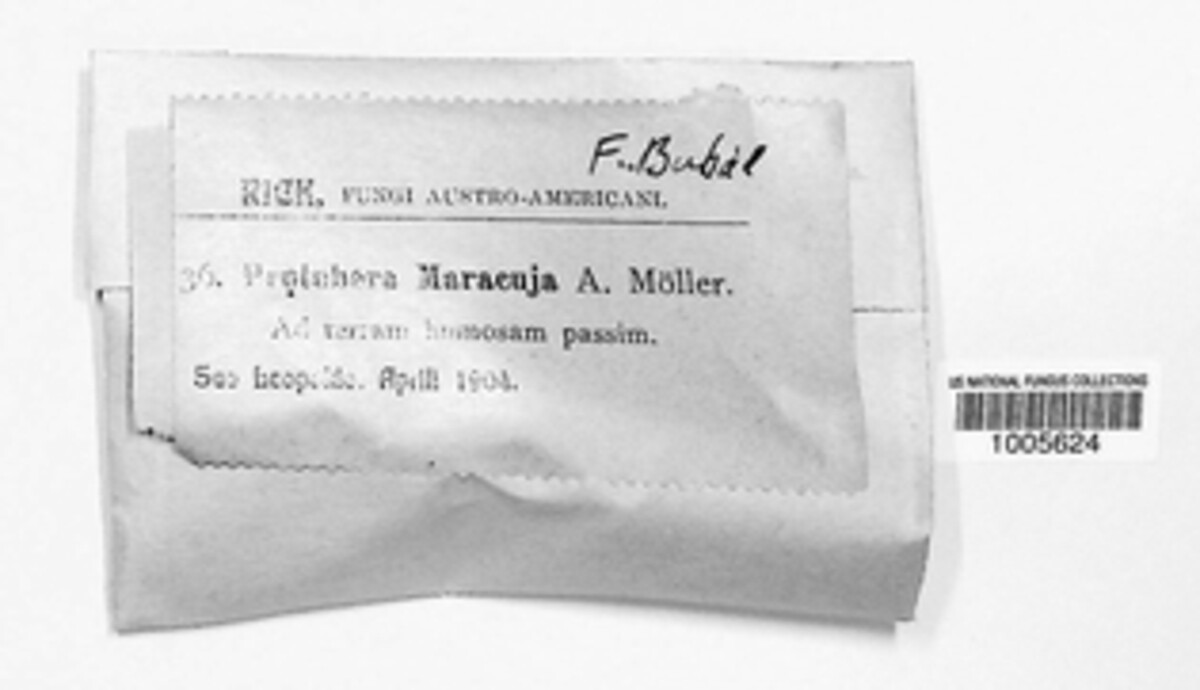 F. Bubák
RICK, FUNGI AUSTRO-AMERICANI.
36. Protubera Maracuja A. Möller.
Ad terram humosam passim.
Sao Leopoldo. Aprili 1904.
US NATIONAL FUNGUS COLLECTIONS
1005624